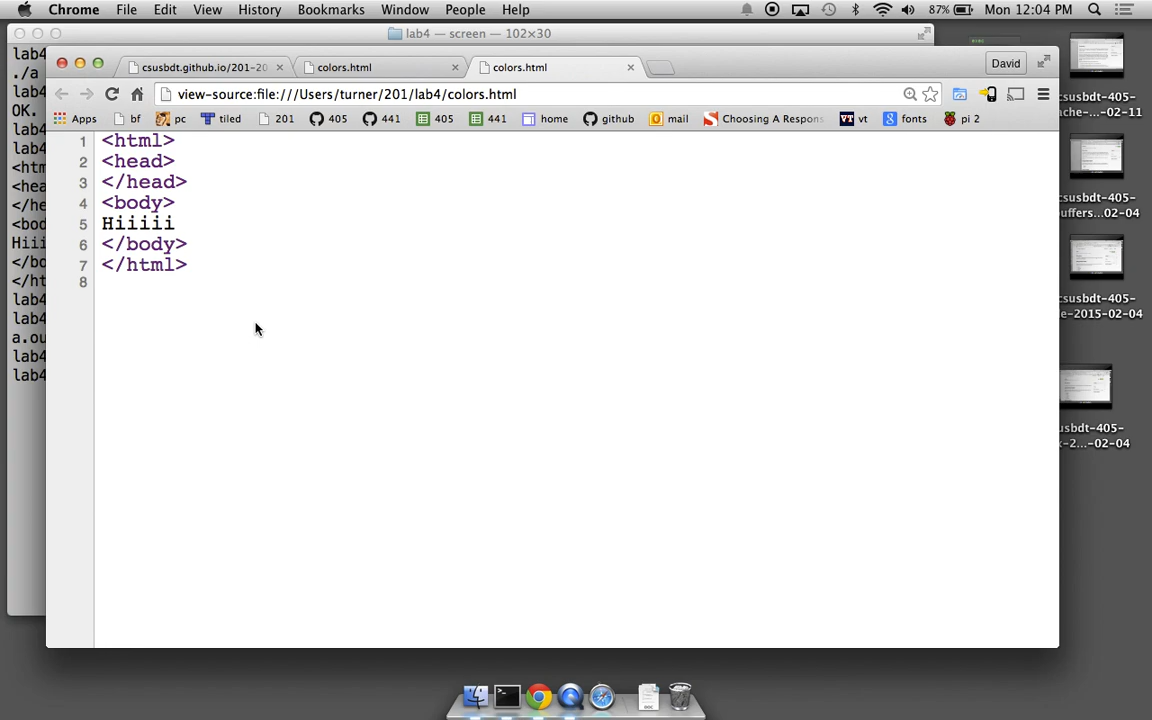 Chrome File Edit View History Bookmarks Window People Help 87% Mon 12:04 PM
lab4 — screen — 102×30
lab4
./a
lab4
OK.
lab4
lab4
<htm
<hea
</he
<bod
Hiii
</bo
</ht
lab4
lab4
a.ou
lab4
lab4
csusbdt.github.io/201-20 colors.html colors.html David
view-source:file:///Users/turner/201/lab4/colors.html
Apps bf pc tiled 201 405 441 405 441 home github mail Choosing A Respons vt fonts pi 2
1 <html>
2 <head>
3 </head>
4 <body>
5 Hiiiii
6 </body>
7 </html>
8
csusbdt-405-
ache-...-02-11
csusbdt-405-
uffers...02-04
csusbdt-405-
e-2015-02-04
usbdt-405-
-2...-02-04